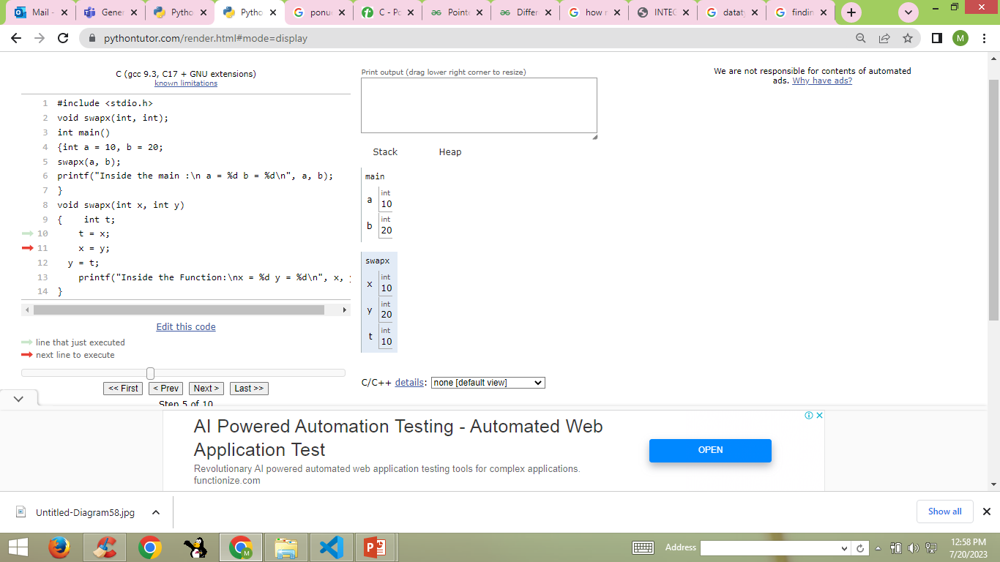 Mail -
Gener
Pytho
Pytho
ponu
C - Po
Pointe
Differ
how r
INTEG
dataty
findin
pythontutor.com/render.html#mode=display
M
C (gcc 9.3, C17 + GNU extensions)
known limitations
1 #include <stdio.h>
2 void swapx(int, int);
3 int main()
4 {int a = 10, b = 20;
5 swapx(a, b);
6 printf("Inside the main :\n a = %d b = %d\n", a, b);
7 }
8 void swapx(int x, int y)
9 {    int t;
10     t = x;
11     x = y;
12   y = t;
13     printf("Inside the Function:\nx = %d y = %d\n", x, y
14 }
Edit this code
line that just executed
next line to execute
<< First
< Prev
Next >
Last >>
Step 5 of 10
Print output (drag lower right corner to resize)
Stack
Heap
main
int
a 10
int
b 20
swapx
int
x 10
int
y 20
int
t 10
C/C++ details: none [default view]
We are not responsible for contents of automated
ads. Why have ads?
AI Powered Automation Testing - Automated Web
Application Test
Revolutionary AI powered automated web application testing tools for complex applications.
functionize.com
OPEN
Untitled-Diagram58.jpg
Show all
Address
12:58 PM
7/20/2023